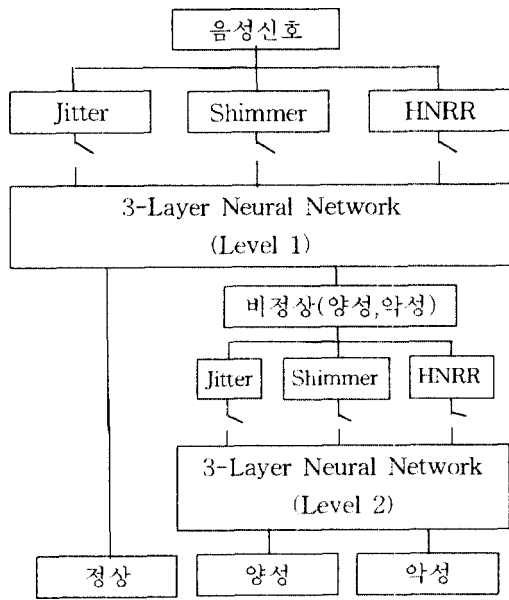 음성신호
Jitter Shimmer HNRR
3-Layer Neural Network
(Level 1)
비정상(양성,악성)
Jitter Shimmer HNRR
3-Layer Neural Network
(Level 2)
정상 양성 악성